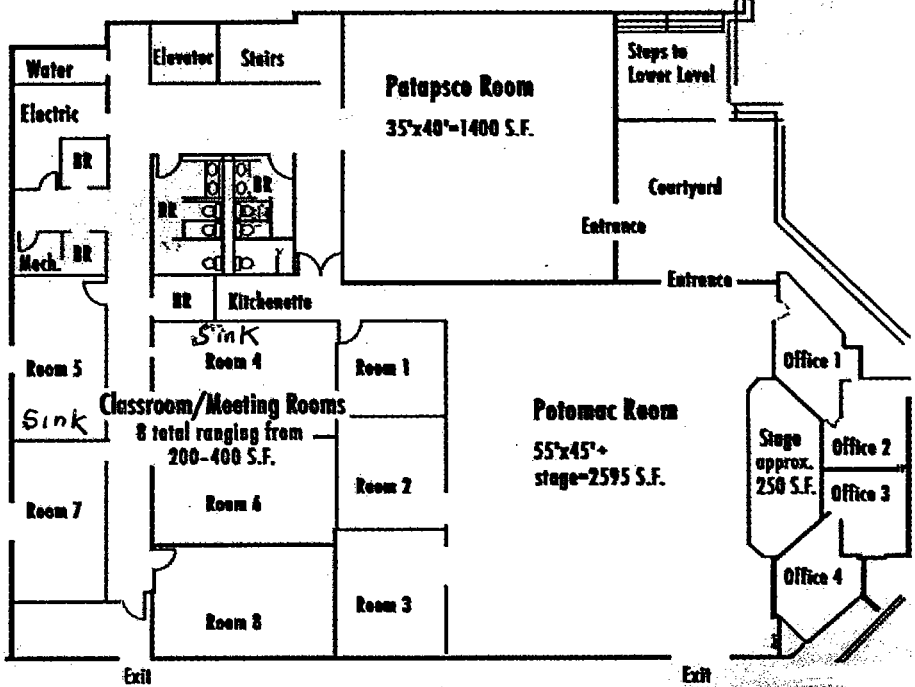 Elevator
Stairs
Water
Patapsco Room
35'x40'=1400 S.F.
Steps to
Lower Level
Electric
BR
BR
BR
Courtyard
Entrance
Mech.
BR
Entrance
BR
Kitchenette
Sink
Room 4
Room 1
Office 1
Room 5
Sink
Classroom/Meeting Rooms
8 total ranging from
200-400 S.F.
Potomac Room
55'x45'+
stage=2595 S.F.
Stage
approx.
250 S.F.
Office 2
Office 3
Room 2
Room 6
Room 7
Office 4
Room 3
Room 8
Exit
Exit